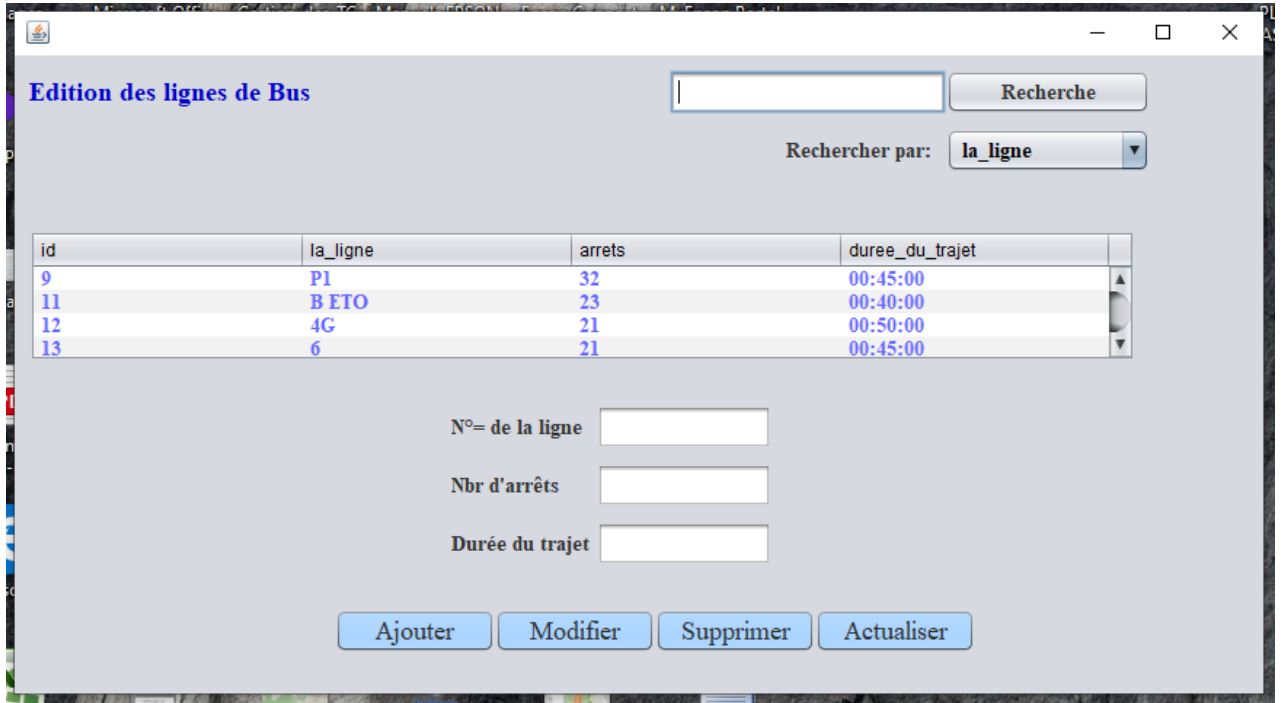 Edition des lignes de Bus
Recherche
Rechercher par: la_ligne
id la_ligne arrets duree_du_trajet
9 P1 32 00:45:00
11 B ETO 23 00:40:00
12 4G 21 00:50:00
13 6 21 00:45:00
N°= de la ligne
Nbr d'arrêts
Durée du trajet
Ajouter Modifier Supprimer Actualiser